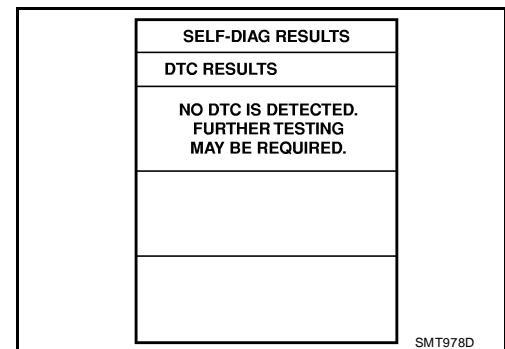 SELF-DIAG RESULTS
DTC RESULTS
NO DTC IS DETECTED.
FURTHER TESTING
MAY BE REQUIRED.
SMT978D